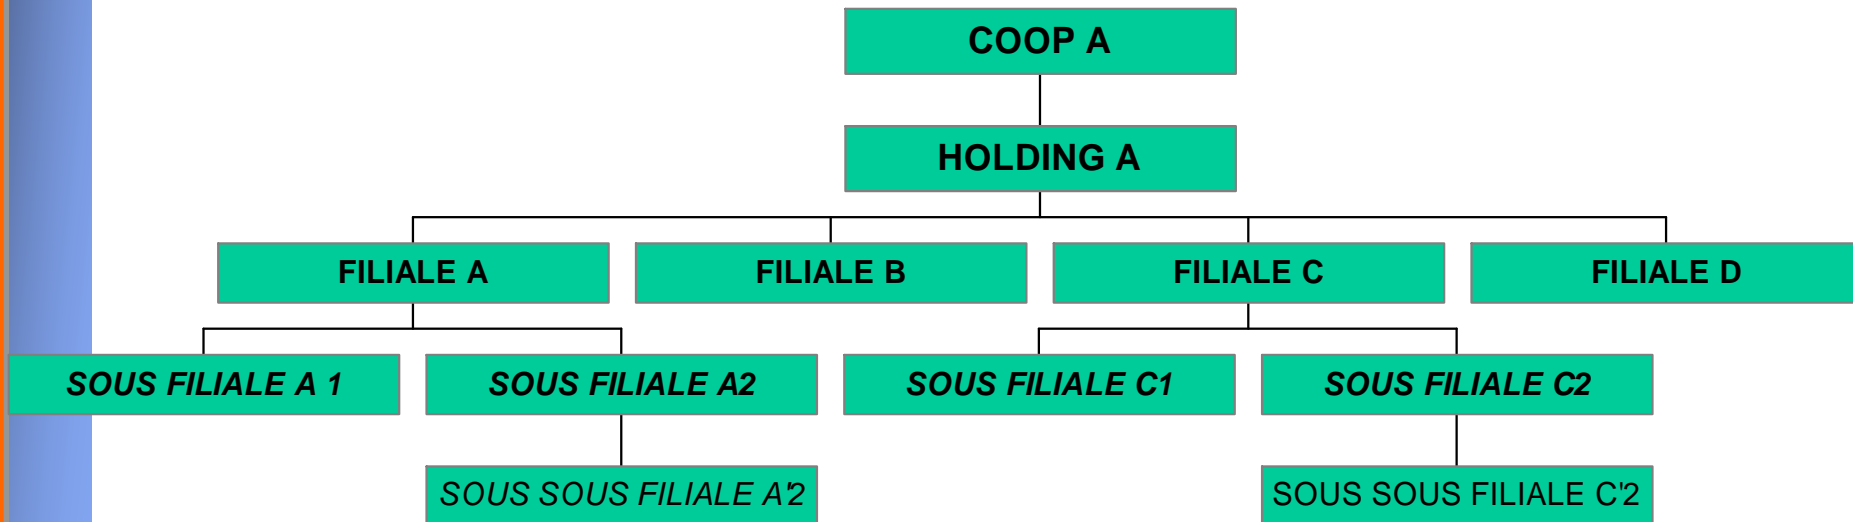 COOP A
HOLDING A
FILIALE A
FILIALE B
FILIALE C
FILIALE D
SOUS FILIALE A 1
SOUS FILIALE A2
SOUS FILIALE C1
SOUS FILIALE C2
SOUS SOUS FILIALE A'2
SOUS SOUS FILIALE C'2